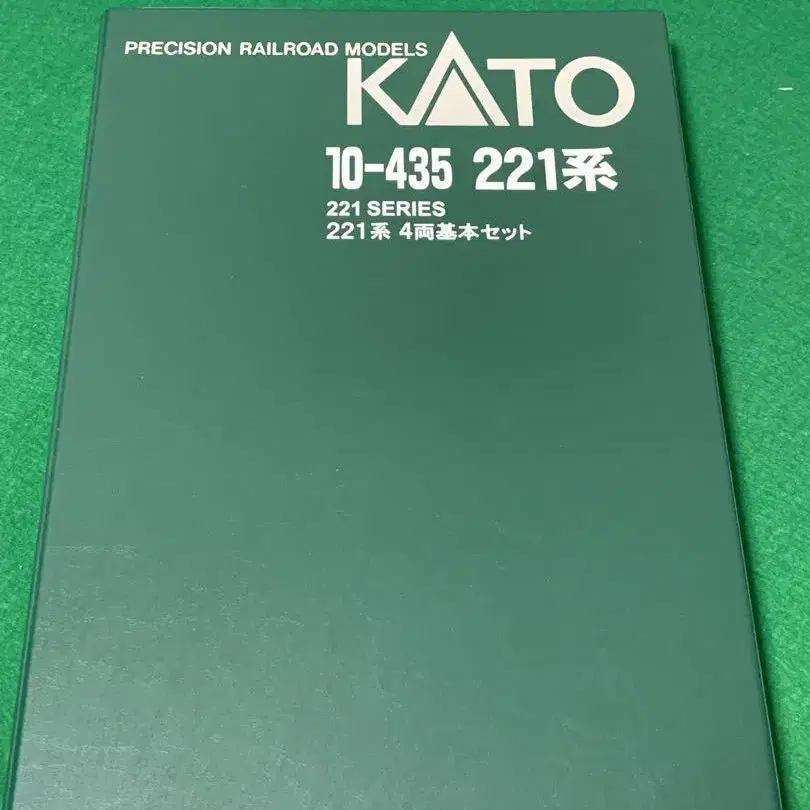 PRECISION RAILROAD MODELS
KATO
10-435 221系
221 SERIES
221系 4両基本セット